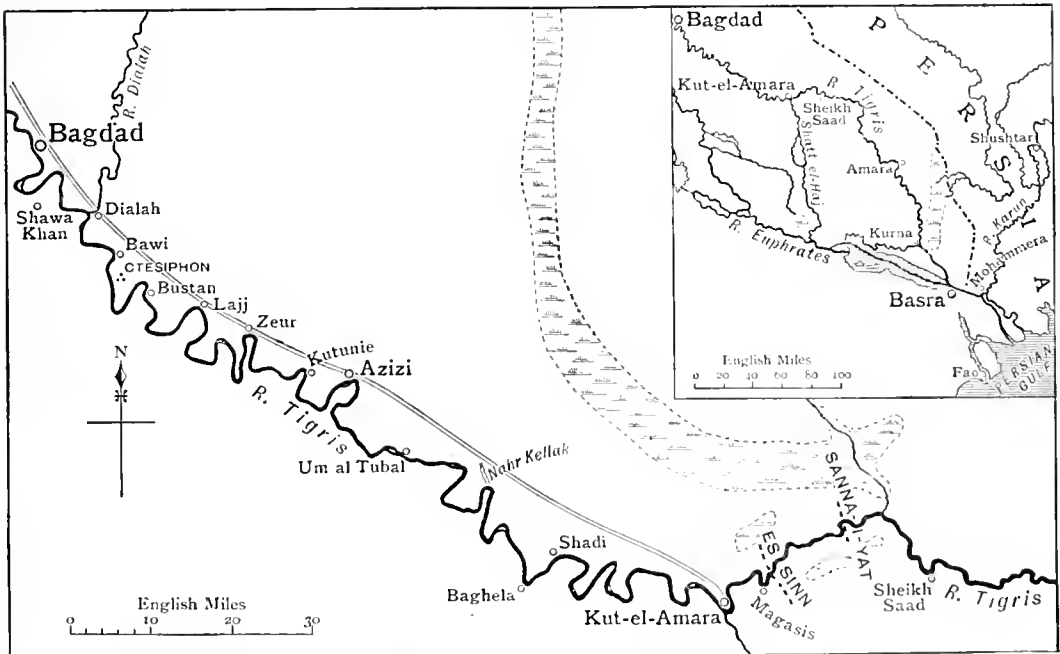 R. Dialah
Bagdad
Shawa
Khan
Dialah
Bawi
CTESIPHON
Bustan
Lajj
Zeur
Kutunie
Azizi
R. Tigris
N
Um al Tubal
Nahr Kellak
Shadi
Baghela
Kut-el-Amara
ES SINN
Magasis
SANNA-I-YAT
Sheikh
Saad
R. Tigris
English Miles
0 10 20 30
Bagdad
PERSIA
Kut-el-Amara
R. Tigris
Sheikh
Saad
Shatt el-Hai
Shushtar
Amara
R. Karun
Kurna
Mohammera
R. Euphrates
Basra
English Miles
0 20 40 60 80 100
Fao
PERSIAN
GULF